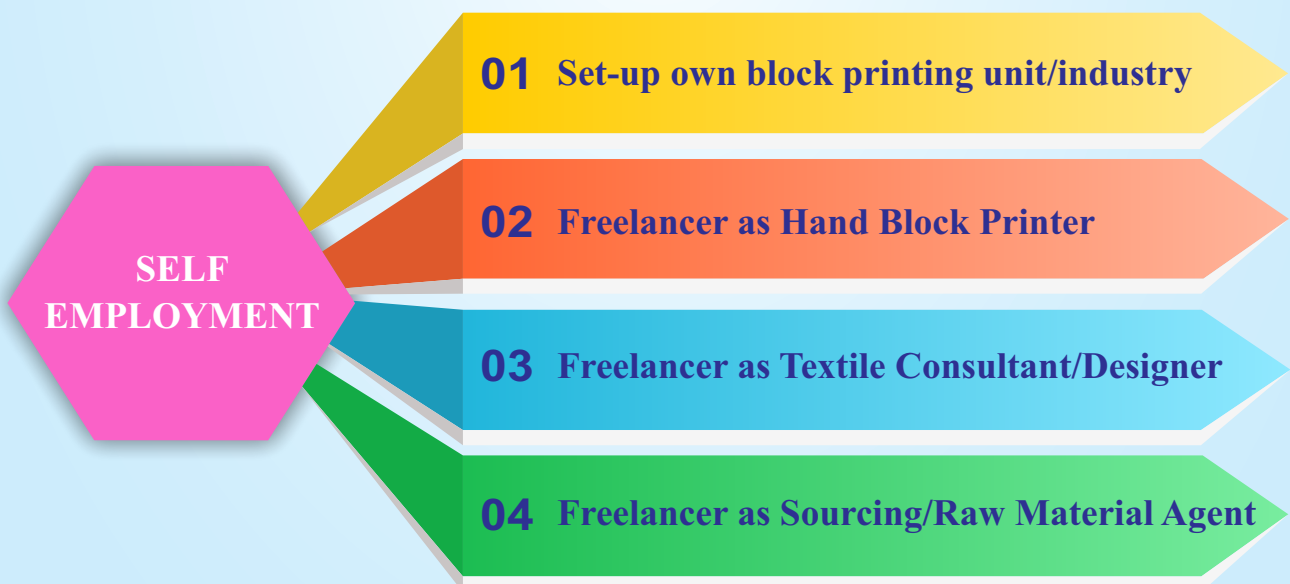 SELF
EMPLOYMENT
01 Set-up own block printing unit/industry
02 Freelancer as Hand Block Printer
03 Freelancer as Textile Consultant/Designer
04 Freelancer as Sourcing/Raw Material Agent